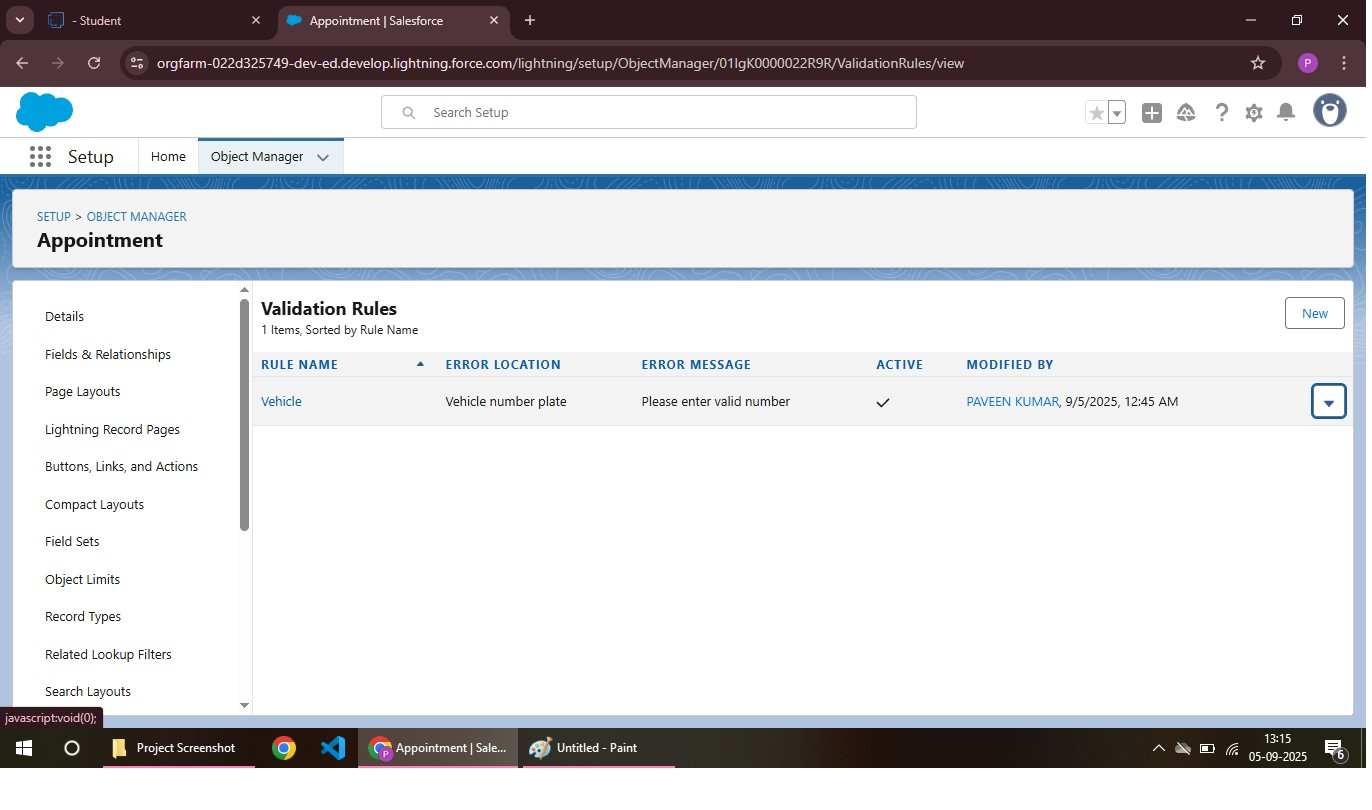 - Student
Appointment | Salesforce
orgfarm-022d325749-dev-ed.develop.lightning.force.com/lightning/setup/ObjectManager/01IgK0000022R9R/ValidationRules/view
P
Search Setup
Setup
Home
Object Manager
SETUP > OBJECT MANAGER
Appointment
Details
Fields & Relationships
Page Layouts
Lightning Record Pages
Buttons, Links, and Actions
Compact Layouts
Field Sets
Object Limits
Record Types
Related Lookup Filters
Search Layouts
Validation Rules
1 Items, Sorted by Rule Name
New
RULE NAME ERROR LOCATION ERROR MESSAGE ACTIVE MODIFIED BY
Vehicle Vehicle number plate Please enter valid number PAVEEN KUMAR, 9/5/2025, 12:45 AM
javascript:void(0);
Project Screenshot
P
Appointment | Sale...
Untitled - Paint
13:15
05-09-2025
6